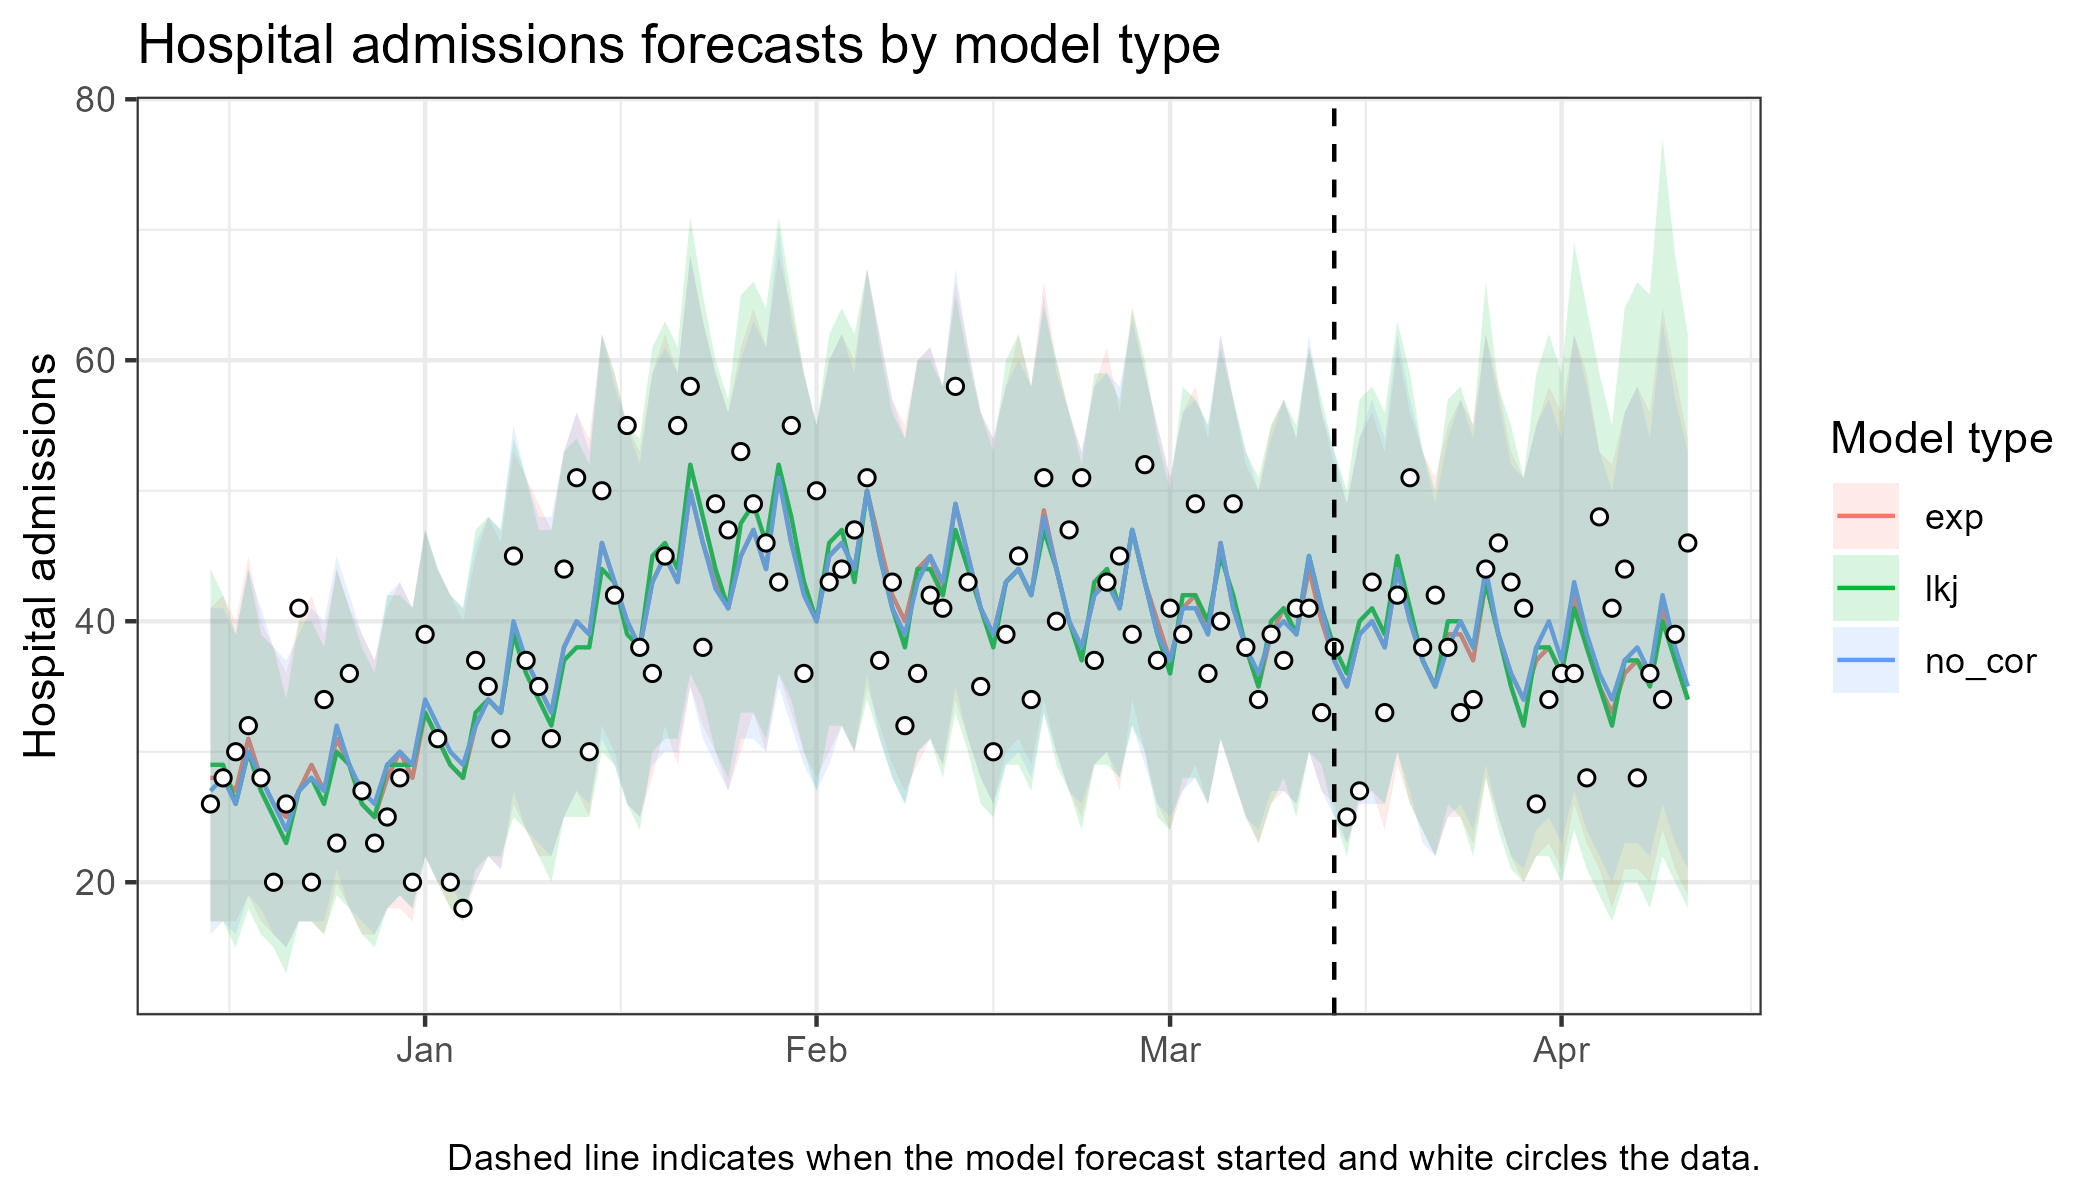 Hospital admissions forecasts by model type
Hospital admissions
80
60
40
20
Jan
Feb
Mar
Apr
Model type
exp
lkj
no_cor
Dashed line indicates when the model forecast started and white circles the data.